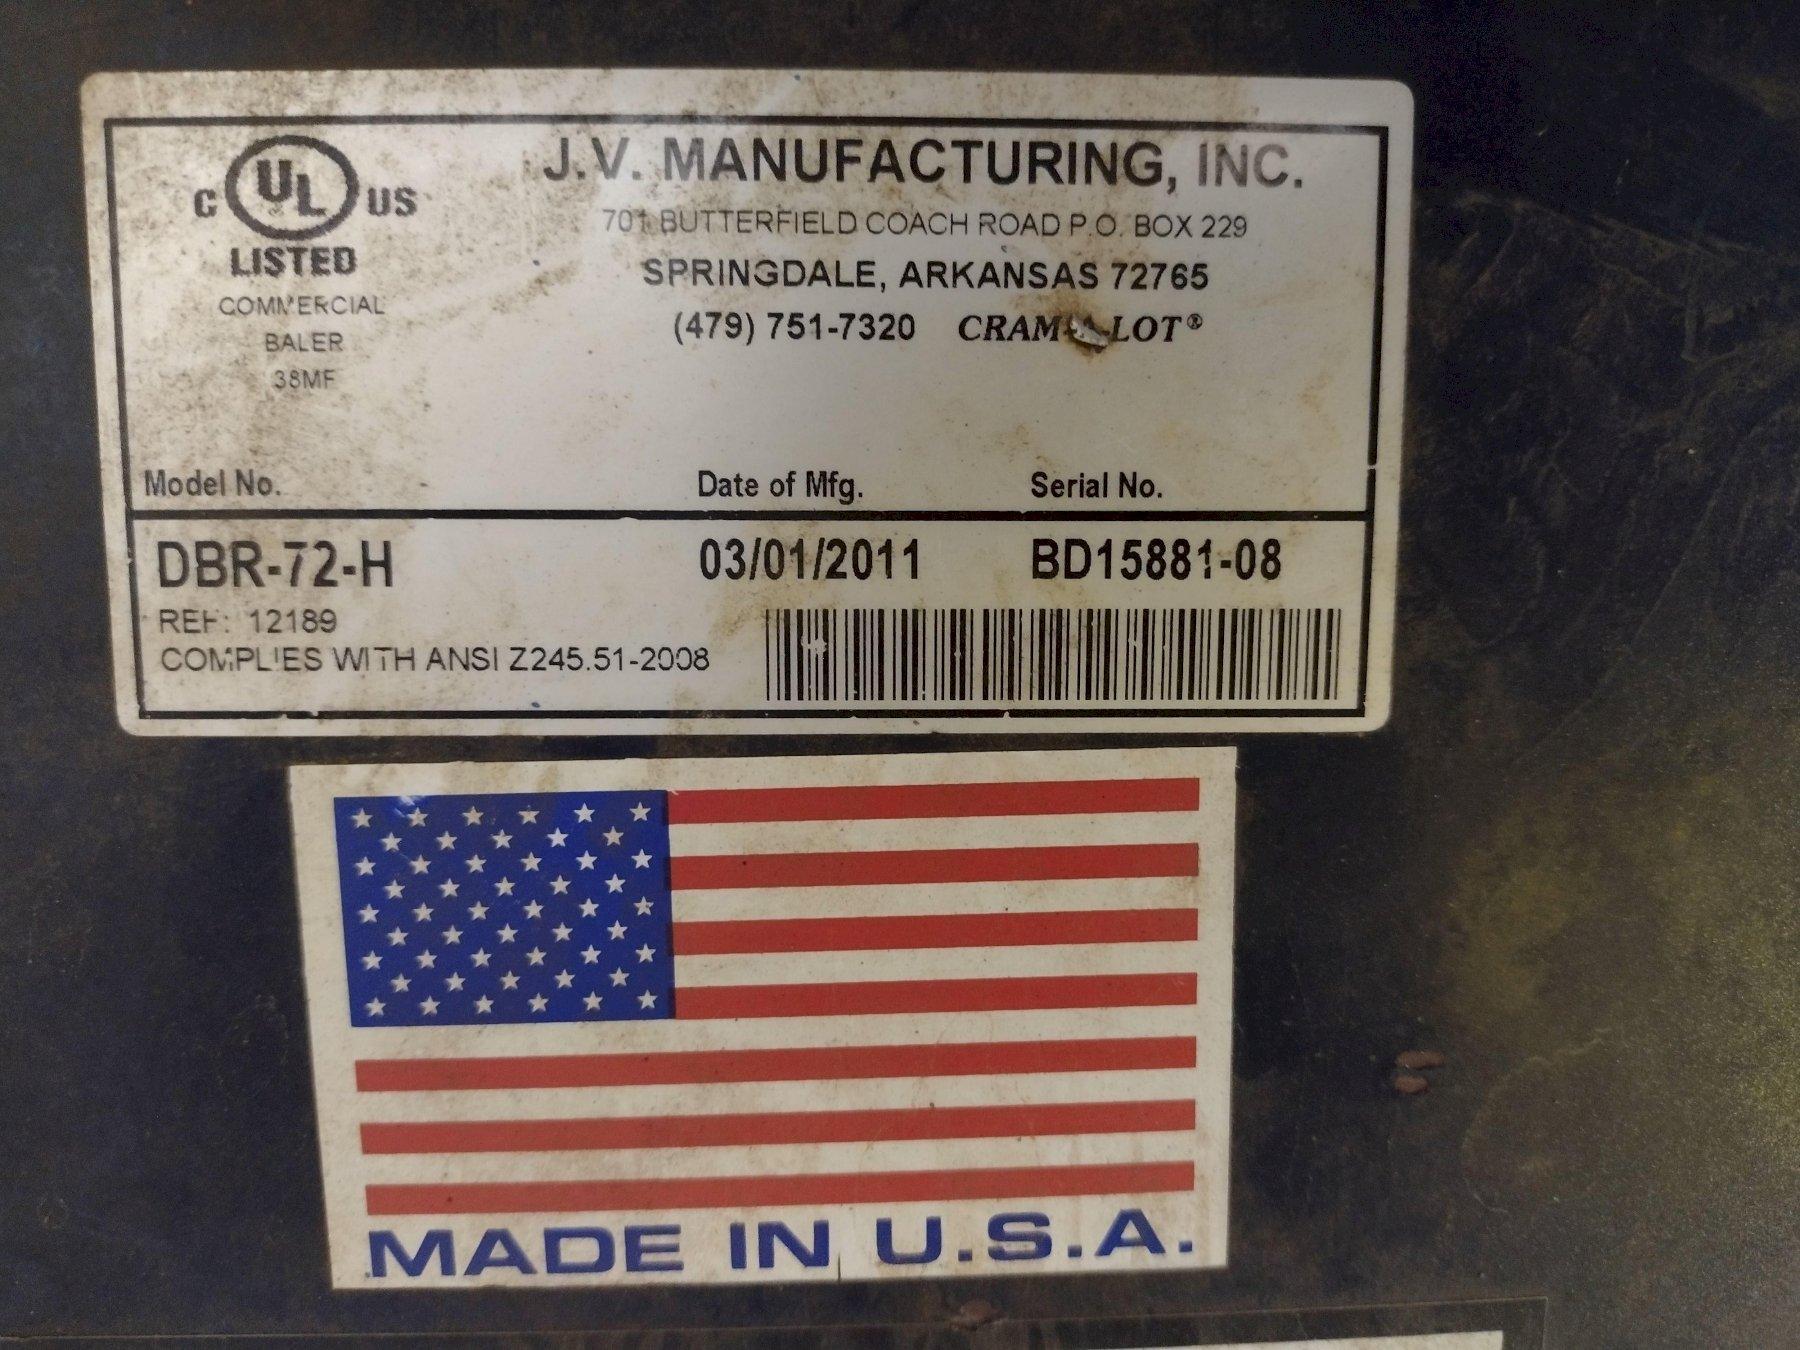 C UL US
LISTED
COMMERCIAL
BALER
38MF
J.V. MANUFACTURING, INC.
701 BUTTERFIELD COACH ROAD P.O. BOX 229
SPRINGDALE, ARKANSAS 72765
(479) 751-7320 CRAM-A-LOT®
Model No. Date of Mfg. Serial No.
DBR-72-H 03/01/2011 BD15881-08
REF: 12189
COMPLIES WITH ANSI Z245.51-2008
MADE IN U.S.A.